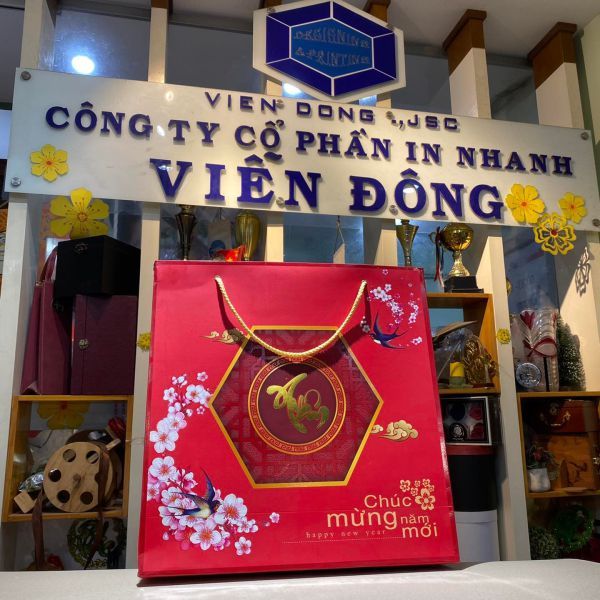 DESIGNING
& PRINTING
VIEN DONG .,JSC
CÔNG TY CỔ PHẦN IN NHANH
VIỄN ĐÔNG
Chúc
mừng năm
mới
happy new year